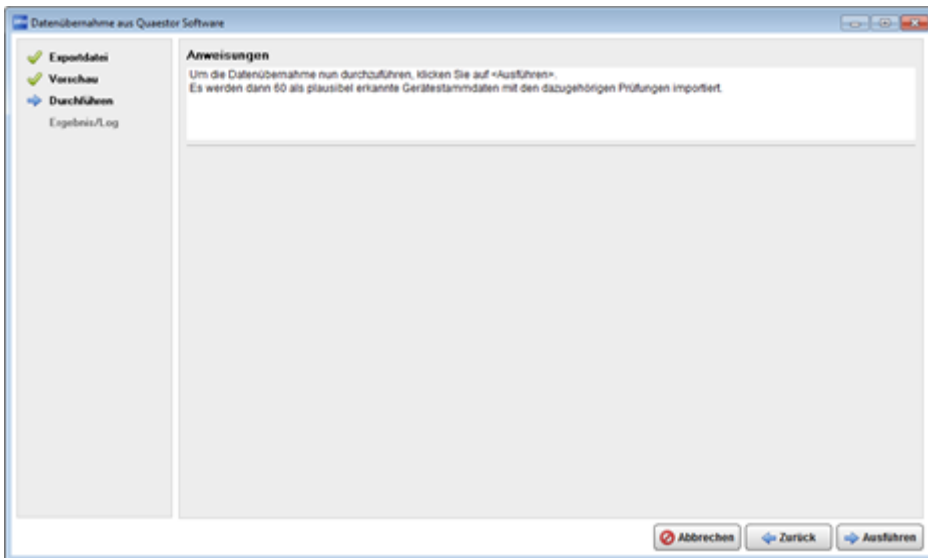 Datenübernahme aus Quaestor Software
Exportdatei
Vorschau
Durchführen
Ergebnis/Log
Anweisungen
Um die Datenübernahme nun durchzuführen, klicken Sie auf <Ausführen>.
Es werden dann 60 als plausibel erkannte Gerätestammdaten mit den dazugehörigen Prüfungen importiert.
Abbrechen
Zurück
Ausführen